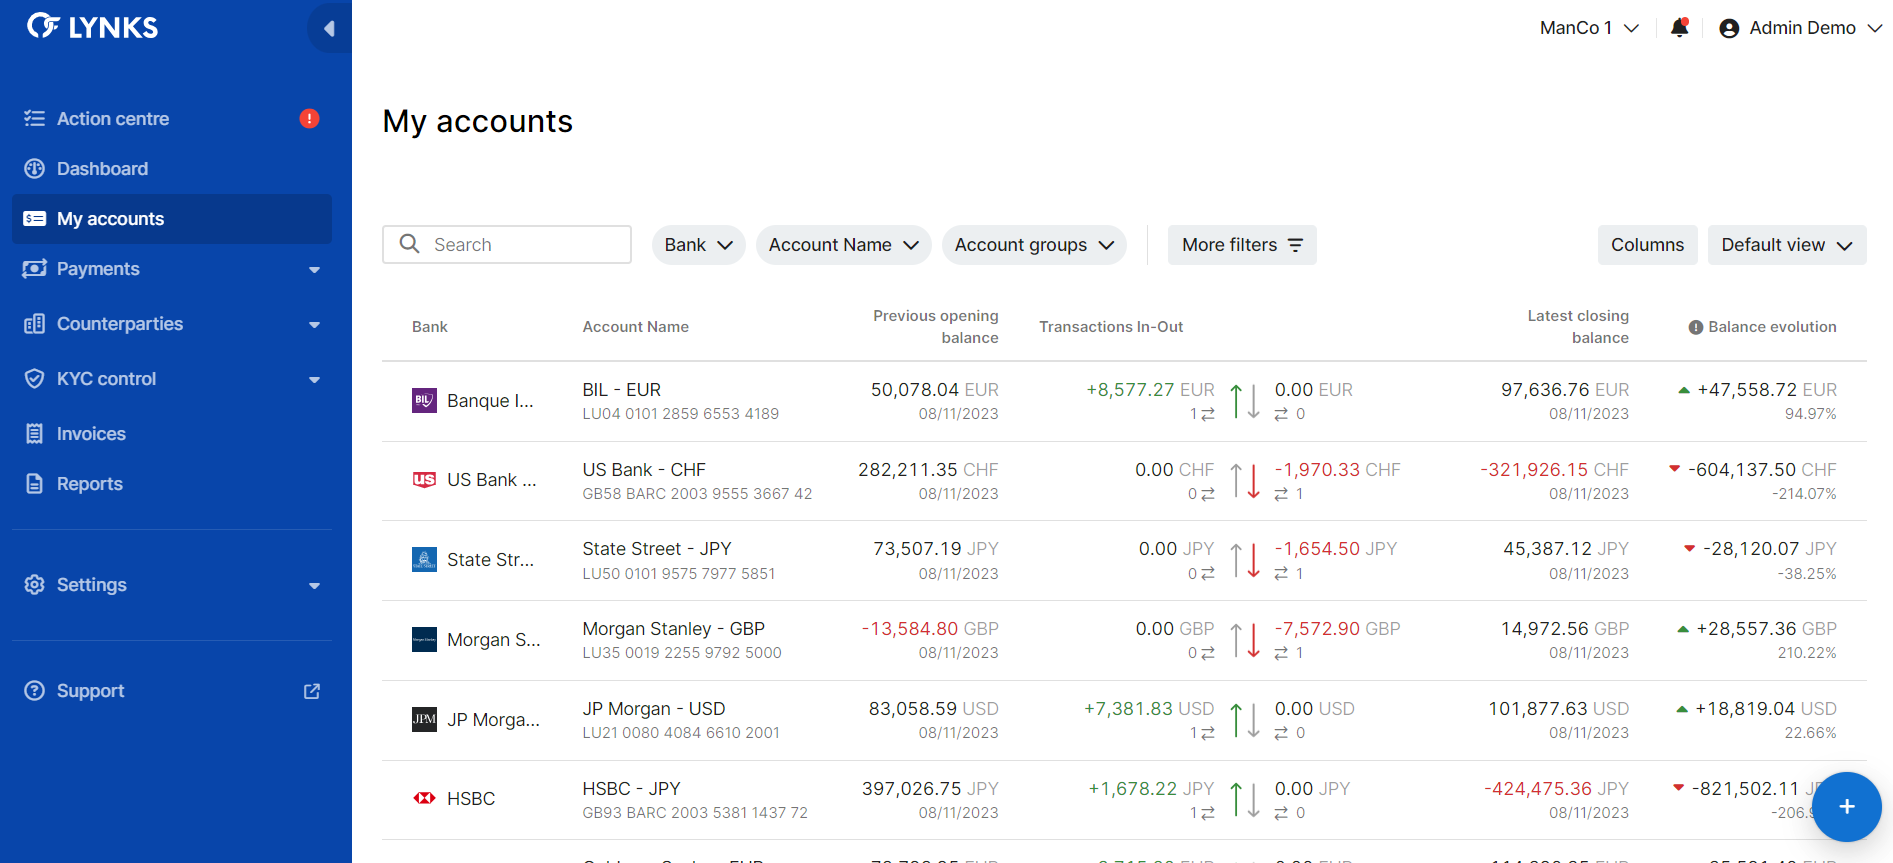 LYNKS
ManCo 1
Admin Demo
Action centre
Dashboard
My accounts
Payments
Counterparties
KYC control
Invoices
Reports
Settings
Support
My accounts
Search
Bank
Account Name
Account groups
More filters
Columns
Default view
Bank
Account Name
Previous opening
balance
Transactions In-Out
Latest closing
balance
Balance evolution
BIL
Banque I...
BIL - EUR
LU04 0101 2859 6553 4189
50,078.04 EUR
08/11/2023
+8,577.27 EUR
1
0.00 EUR
0
97,636.76 EUR
08/11/2023
+47,558.72 EUR
94.97%
US
US Bank ...
US Bank - CHF
GB58 BARC 2003 9555 3667 42
282,211.35 CHF
08/11/2023
0.00 CHF
0
-1,970.33 CHF
1
-321,926.15 CHF
08/11/2023
-604,137.50 CHF
-214.07%
State Str...
State Street - JPY
LU50 0101 9575 7977 5851
73,507.19 JPY
08/11/2023
0.00 JPY
0
-1,654.50 JPY
1
45,387.12 JPY
08/11/2023
-28,120.07 JPY
-38.25%
Morgan S...
Morgan Stanley - GBP
LU35 0019 2255 9792 5000
-13,584.80 GBP
08/11/2023
0.00 GBP
0
-7,572.90 GBP
1
14,972.56 GBP
08/11/2023
+28,557.36 GBP
210.22%
JPM
JP Morga...
JP Morgan - USD
LU21 0080 4084 6610 2001
83,058.59 USD
08/11/2023
+7,381.83 USD
1
0.00 USD
0
101,877.63 USD
08/11/2023
+18,819.04 USD
22.66%
HSBC
HSBC - JPY
GB93 BARC 2003 5381 1437 72
397,026.75 JPY
08/11/2023
+1,678.22 JPY
1
0.00 JPY
0
-424,475.36 JPY
08/11/2023
-821,502.11
-206.